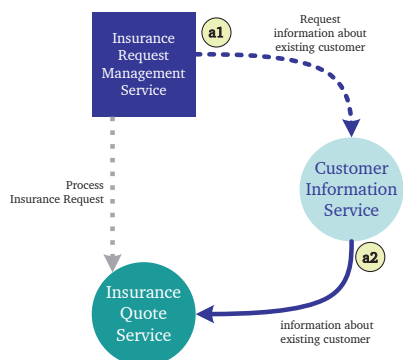 Insurance
Request
Management
Service
a1
Request
information about
existing customer
Process
Insurance Request
Customer
Information
Service
a2
Insurance
Quote
Service
information about
existing customer